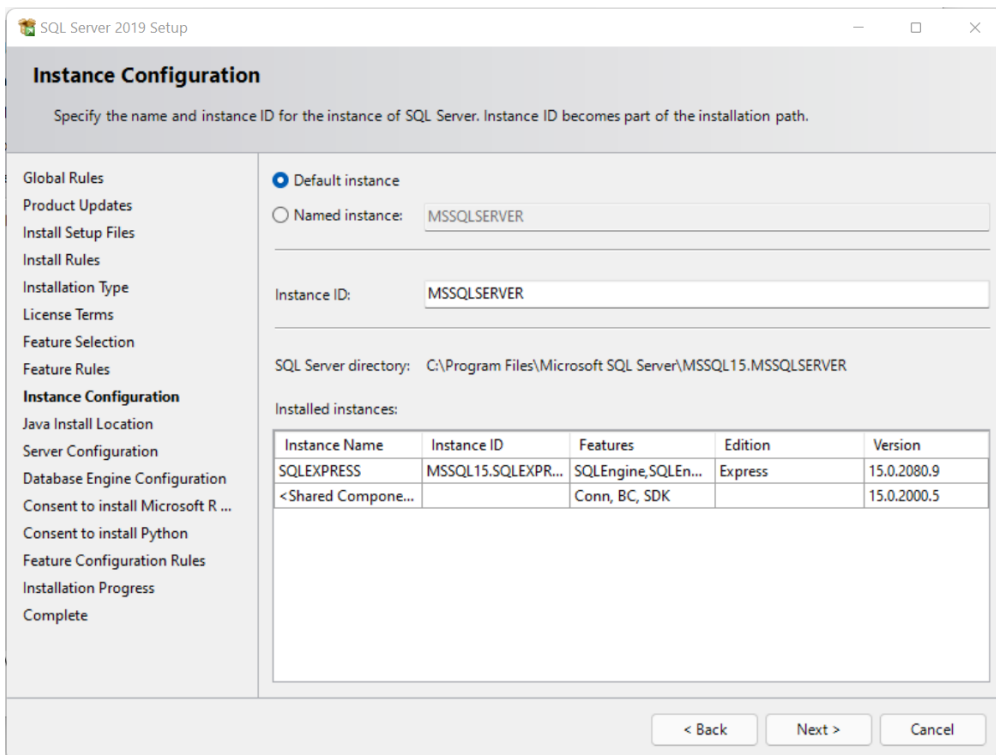 SQL Server 2019 Setup
Instance Configuration
Specify the name and instance ID for the instance of SQL Server. Instance ID becomes part of the installation path.
Global Rules
Product Updates
Install Setup Files
Install Rules
Installation Type
License Terms
Feature Selection
Feature Rules
Instance Configuration
Java Install Location
Server Configuration
Database Engine Configuration
Consent to install Microsoft R ...
Consent to install Python
Feature Configuration Rules
Installation Progress
Complete
Default instance
Named instance: MSSQLSERVER
Instance ID: MSSQLSERVER
SQL Server directory: C:\Program Files\Microsoft SQL Server\MSSQL15.MSSQLSERVER
Installed instances:
Instance Name Instance ID Features Edition Version
SQLEXPRESS MSSQL15.SQLEXPR... SQLEngine,SQLEn... Express 15.0.2080.9
<Shared Compone... Conn, BC, SDK 15.0.2000.5
< Back Next > Cancel